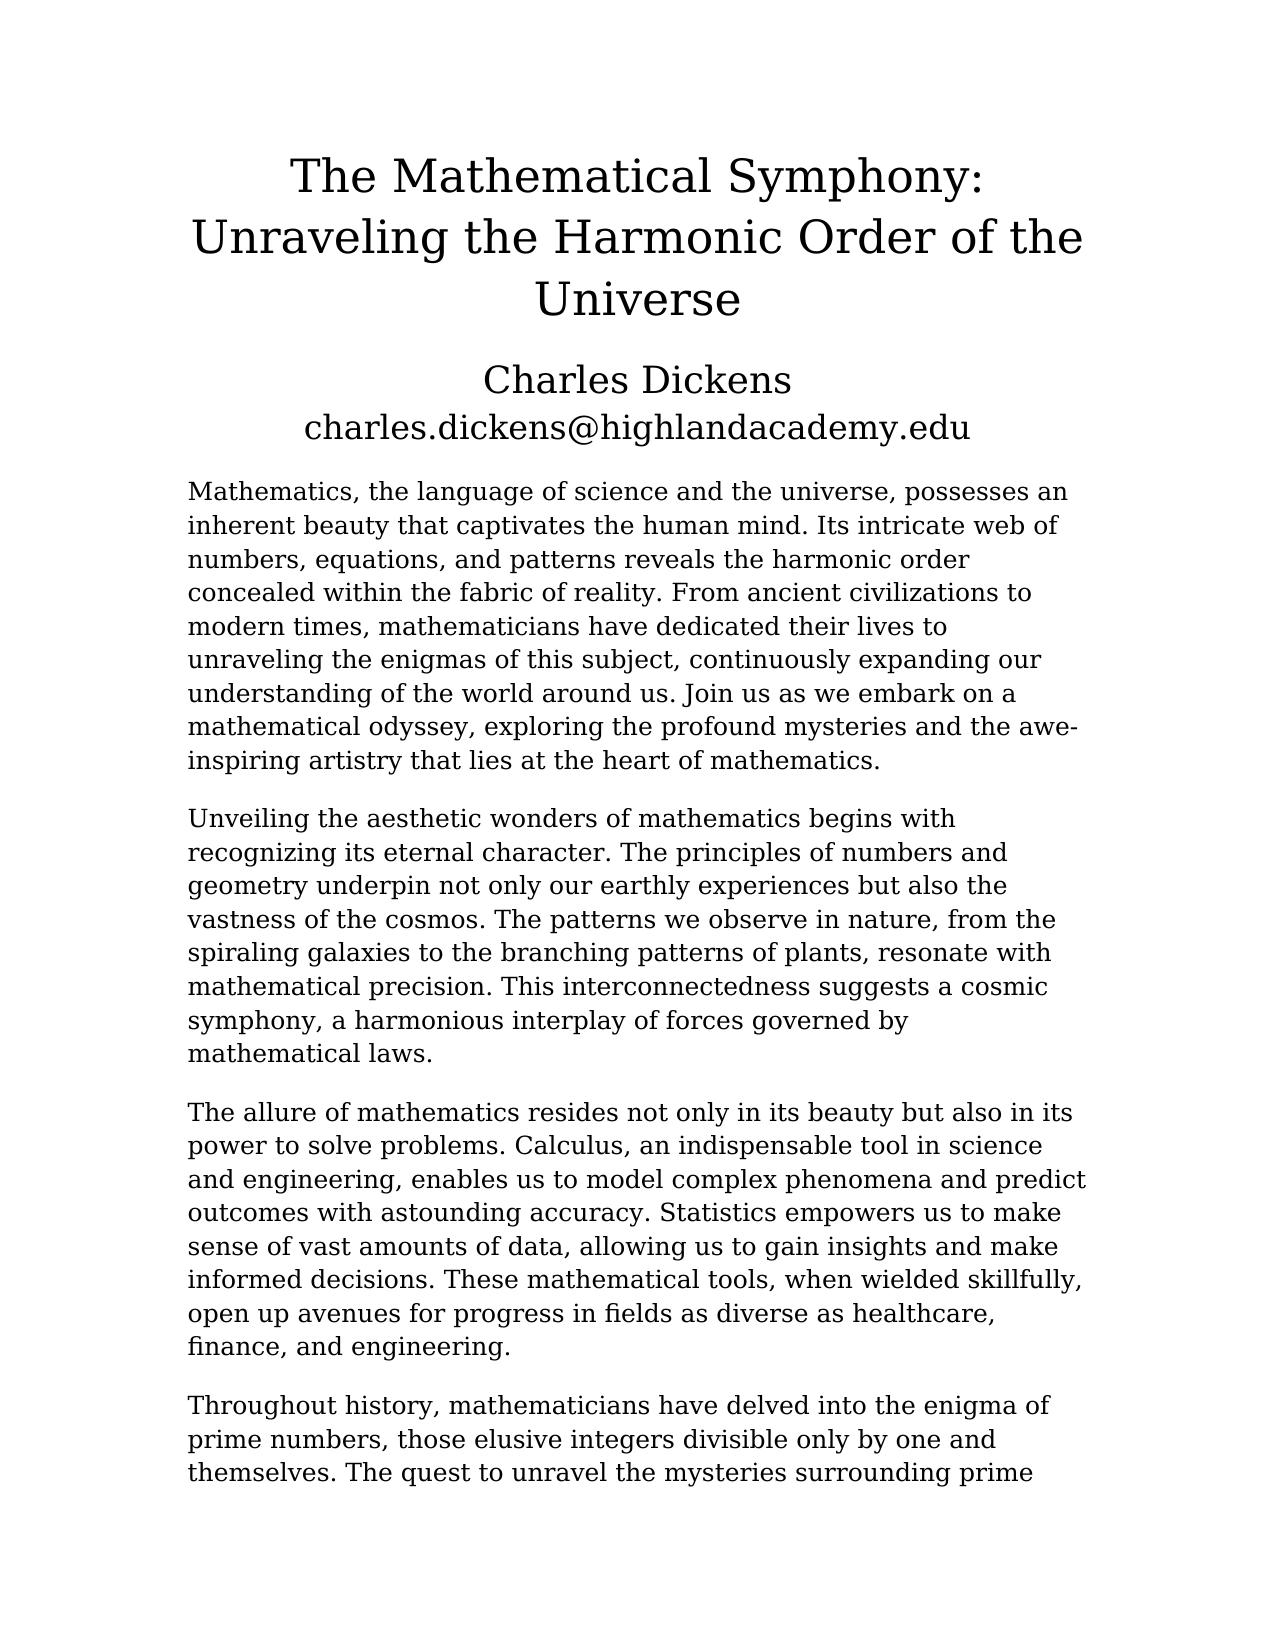 The Mathematical Symphony:
Unraveling the Harmonic Order of the
Universe
Charles Dickens
charles.dickens@highlandacademy.edu
Mathematics, the language of science and the universe, possesses an
inherent beauty that captivates the human mind. Its intricate web of
numbers, equations, and patterns reveals the harmonic order
concealed within the fabric of reality. From ancient civilizations to
modern times, mathematicians have dedicated their lives to
unraveling the enigmas of this subject, continuously expanding our
understanding of the world around us. Join us as we embark on a
mathematical odyssey, exploring the profound mysteries and the awe-
inspiring artistry that lies at the heart of mathematics.
Unveiling the aesthetic wonders of mathematics begins with
recognizing its eternal character. The principles of numbers and
geometry underpin not only our earthly experiences but also the
vastness of the cosmos. The patterns we observe in nature, from the
spiraling galaxies to the branching patterns of plants, resonate with
mathematical precision. This interconnectedness suggests a cosmic
symphony, a harmonious interplay of forces governed by
mathematical laws.
The allure of mathematics resides not only in its beauty but also in its
power to solve problems. Calculus, an indispensable tool in science
and engineering, enables us to model complex phenomena and predict
outcomes with astounding accuracy. Statistics empowers us to make
sense of vast amounts of data, allowing us to gain insights and make
informed decisions. These mathematical tools, when wielded skillfully,
open up avenues for progress in fields as diverse as healthcare,
finance, and engineering.
Throughout history, mathematicians have delved into the enigma of
prime numbers, those elusive integers divisible only by one and
themselves. The quest to unravel the mysteries surrounding prime